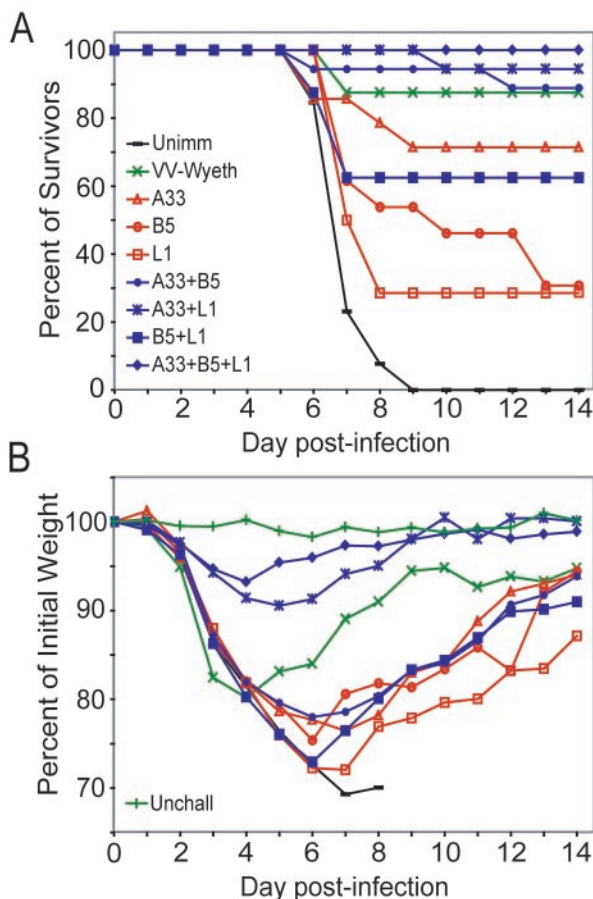 A
Percent of Survivors
100
80
60
40
20
0
Unimm
VV-Wyeth
A33
B5
L1
A33+B5
A33+L1
B5+L1
A33+B5+L1
0 2 4 6 8 10 12 14
Day post-infection
B
Percent of Initial Weight
100
90
80
70
Unchall
0 2 4 6 8 10 12 14
Day post-infection